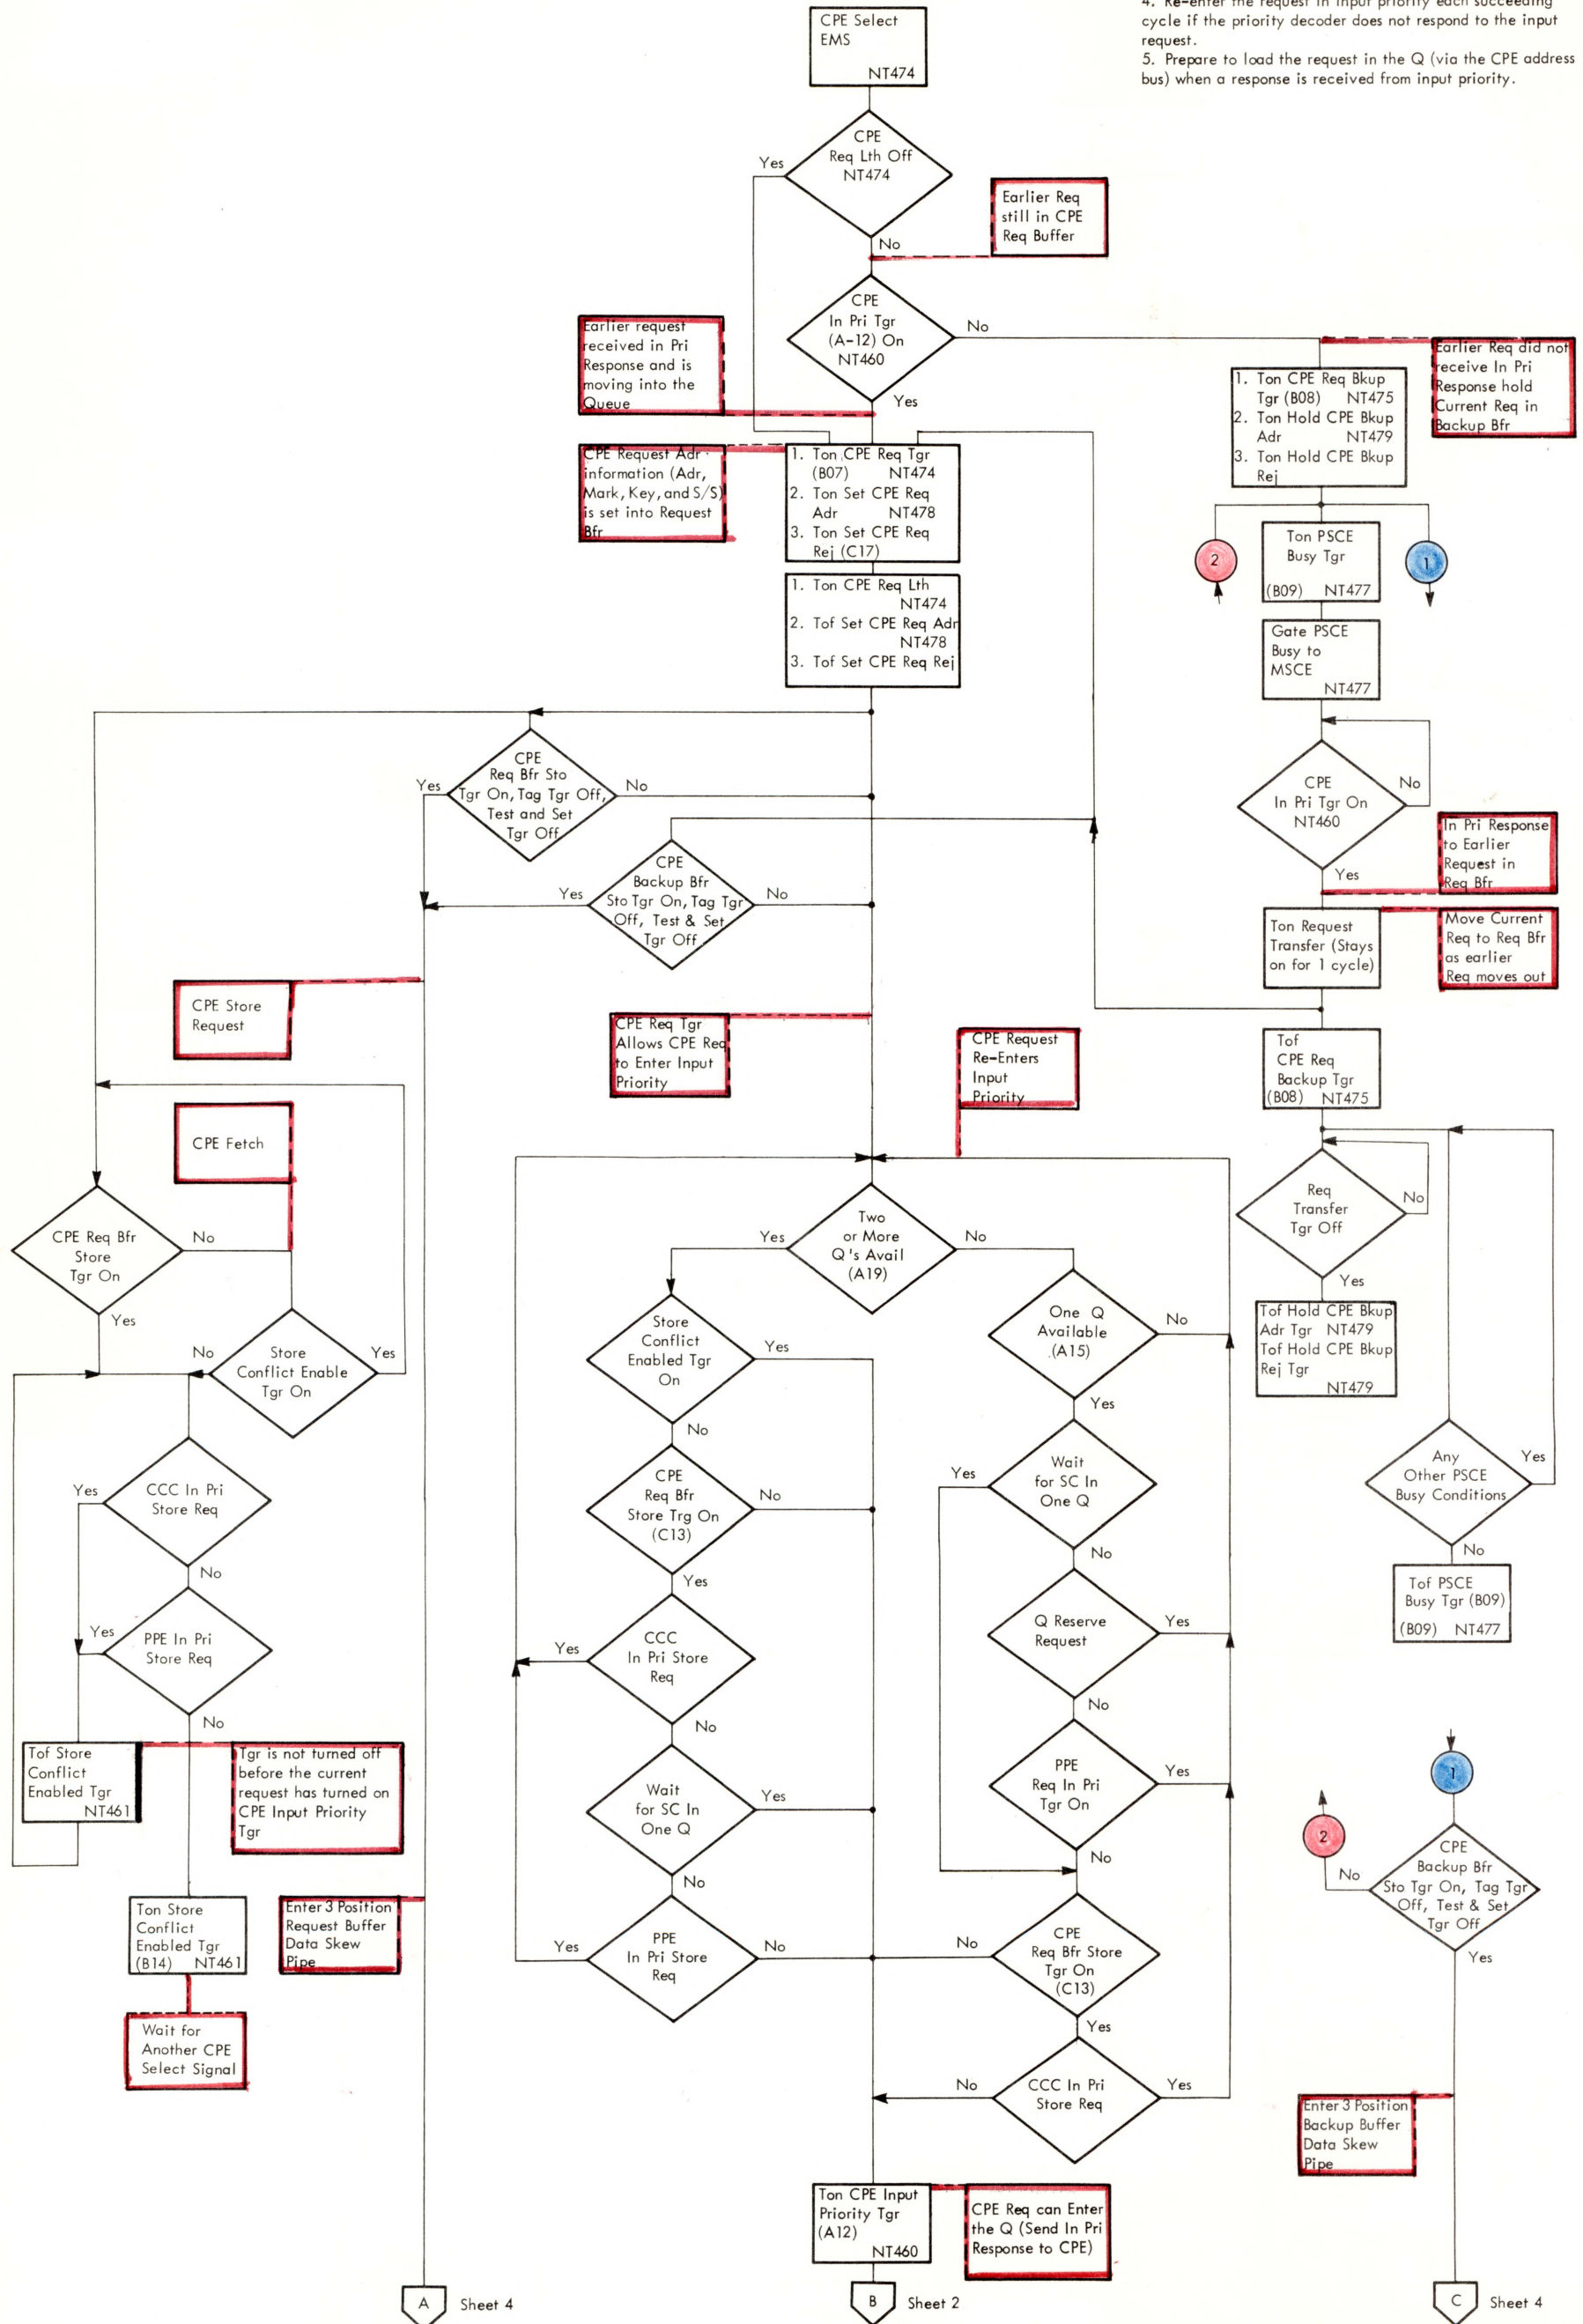 4. Re-enter the request in input priority each succeeding
cycle if the priority decoder does not respond to the input
request.
5. Prepare to load the request in the Q (via the CPE address
bus) when a response is received from input priority.
CPE Select
EMS
NT474
CPE
Req Lth Off
NT474
Yes
No
Earlier Req
still in CPE
Req Buffer
CPE
In Pri Tgr
(A-12) On
NT460
No
Yes
Earlier request
received in Pri
Response and is
moving into the
Queue
Earlier Req did not
receive In Pri
Response hold
Current Req in
Backup Bfr
1. Ton CPE Req Bkup
Tgr (B08) NT475
2. Ton Hold CPE Bkup
Adr NT479
3. Ton Hold CPE Bkup
Rej
CPE Request Adr
information (Adr,
Mark, Key, and S/S)
is set into Request
Bfr
1. Ton CPE Req Tgr
(B07) NT474
2. Ton Set CPE Req
Adr NT478
3. Ton Set CPE Req
Rej (C17)
2
Ton PSCE
Busy Tgr
(B09) NT477
1
1. Ton CPE Req Lth
NT474
2. Tof Set CPE Req Adr
NT478
3. Tof Set CPE Req Rej
Gate PSCE
Busy to
MSCE
NT477
CPE
Req Bfr Sto
Tgr On, Tag Tgr Off,
Test and Set
Tgr Off
Yes
No
CPE
In Pri Tgr On
NT460
No
Yes
In Pri Response
to Earlier
Request in
Req Bfr
CPE
Backup Bfr
Sto Tgr On, Tag Tgr
Off, Test & Set
Tgr Off
Yes
No
Ton Request
Transfer (Stays
on for 1 cycle)
Move Current
Req to Req Bfr
as earlier
Req moves out
CPE Store
Request
CPE Req Tgr
Allows CPE Req
to Enter Input
Priority
CPE Request
Re-Enters
Input
Priority
Tof
CPE Req
Backup Tgr
(B08) NT475
CPE Fetch
CPE Req Bfr
Store
Tgr On
No
Yes
Two
or More
Q's Avail
(A19)
Yes
No
Req
Transfer
Tgr Off
No
Yes
Tof Hold CPE Bkup
Adr Tgr NT479
Tof Hold CPE Bkup
Rej Tgr
NT479
Store
Conflict Enable
Tgr On
No
Yes
Store
Conflict
Enabled Tgr
On
Yes
No
One Q
Available
(A15)
No
Yes
CCC In Pri
Store Req
Yes
No
CPE
Req Bfr
Store Trg On
(C13)
No
Yes
Wait
for SC In
One Q
Yes
No
Any
Other PSCE
Busy Conditions
Yes
No
Tof PSCE
Busy Tgr (B09)
(B09) NT477
PPE In Pri
Store Req
Yes
No
CCC
In Pri Store
Req
Yes
No
Q Reserve
Request
Yes
No
Tof Store
Conflict
Enabled Tgr
NT461
Tgr is not turned off
before the current
request has turned on
CPE Input Priority
Tgr
Wait
for SC In
One Q
Yes
No
PPE
Req In Pri
Tgr On
Yes
No
1
2
CPE
Backup Bfr
Sto Tgr On, Tag Tgr
Off, Test & Set
Tgr Off
No
Yes
Ton Store
Conflict
Enabled Tgr
(B14) NT461
Enter 3 Position
Request Buffer
Data Skew
Pipe
PPE
In Pri Store
Req
Yes
No
CPE
Req Bfr Store
Tgr On
(C13)
No
Yes
Wait for
Another CPE
Select Signal
CCC In Pri
Store Req
No
Yes
Enter 3 Position
Backup Buffer
Data Skew
Pipe
Ton CPE Input
Priority Tgr
(A12)
NT460
CPE Req can Enter
the Q (Send In Pri
Response to CPE)
A Sheet 4
B Sheet 2
C Sheet 4